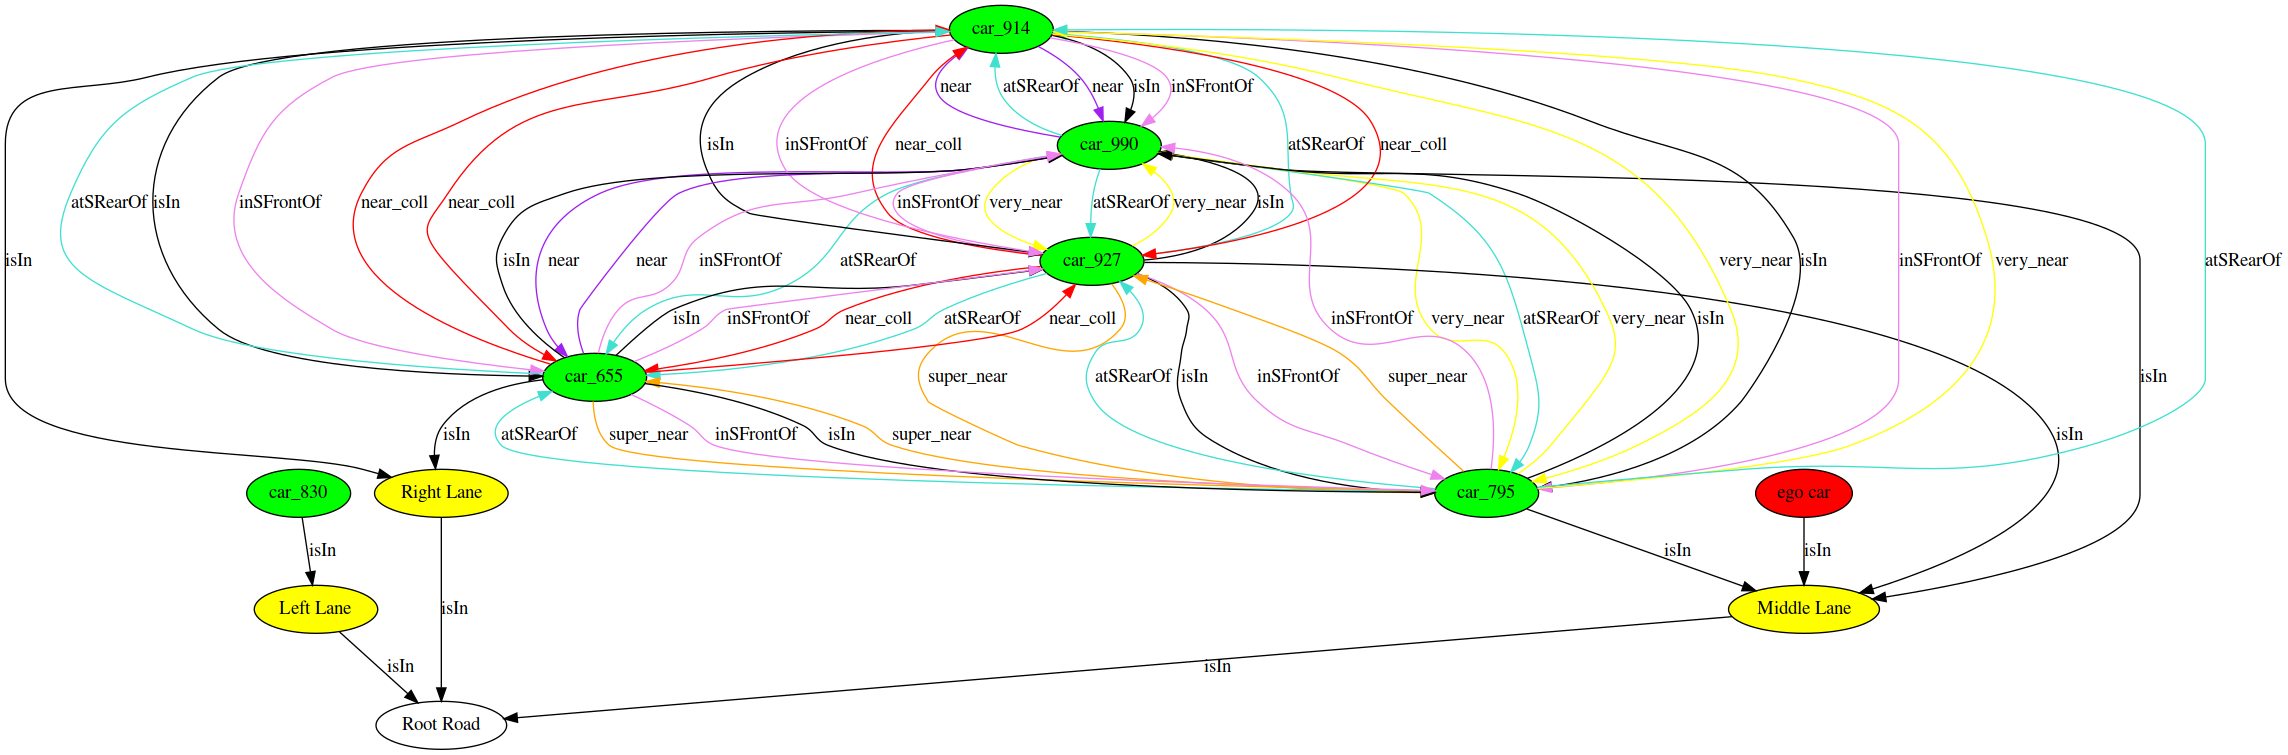 car_914
near
atSRearOf
near
isIn
inSFrontOf
car_990
isIn
inSFrontOf
near_coll
atSRearOf
near_coll
atSRearOf
isIn
inSFrontOf
near_coll
near_coll
inSFrontOf
very_near
atSRearOf
very_near
isIn
isIn
isIn
near
near
inSFrontOf
atSRearOf
car_927
very_near
isIn
inSFrontOf
very_near
atSRearOf
isIn
inSFrontOf
near_coll
atSRearOf
near_coll
inSFrontOf
very_near
atSRearOf
very_near
isIn
car_655
super_near
atSRearOf
isIn
inSFrontOf
super_near
isIn
isIn
atSRearOf
super_near
inSFrontOf
isIn
super_near
isIn
car_830
Right Lane
car_795
ego car
isIn
isIn
isIn
Left Lane
isIn
Middle Lane
isIn
isIn
Root Road